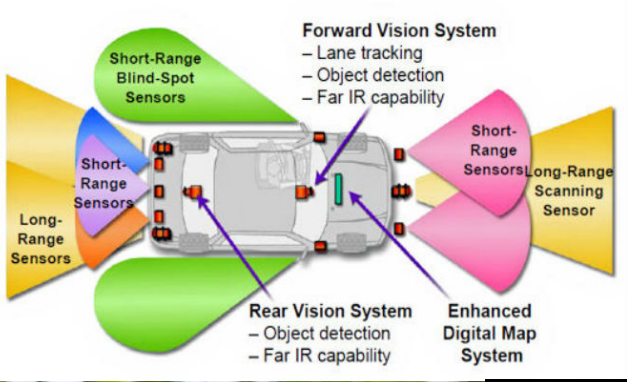 Forward Vision System
– Lane tracking
– Object detection
– Far IR capability
Short-Range
Blind-Spot
Sensors
Short-
Range
Sensors
Long-
Range
Sensors
Short-
Range
Sensors
Long-Range
Scanning
Sensor
Rear Vision System
– Object detection
– Far IR capability
Enhanced
Digital Map
System